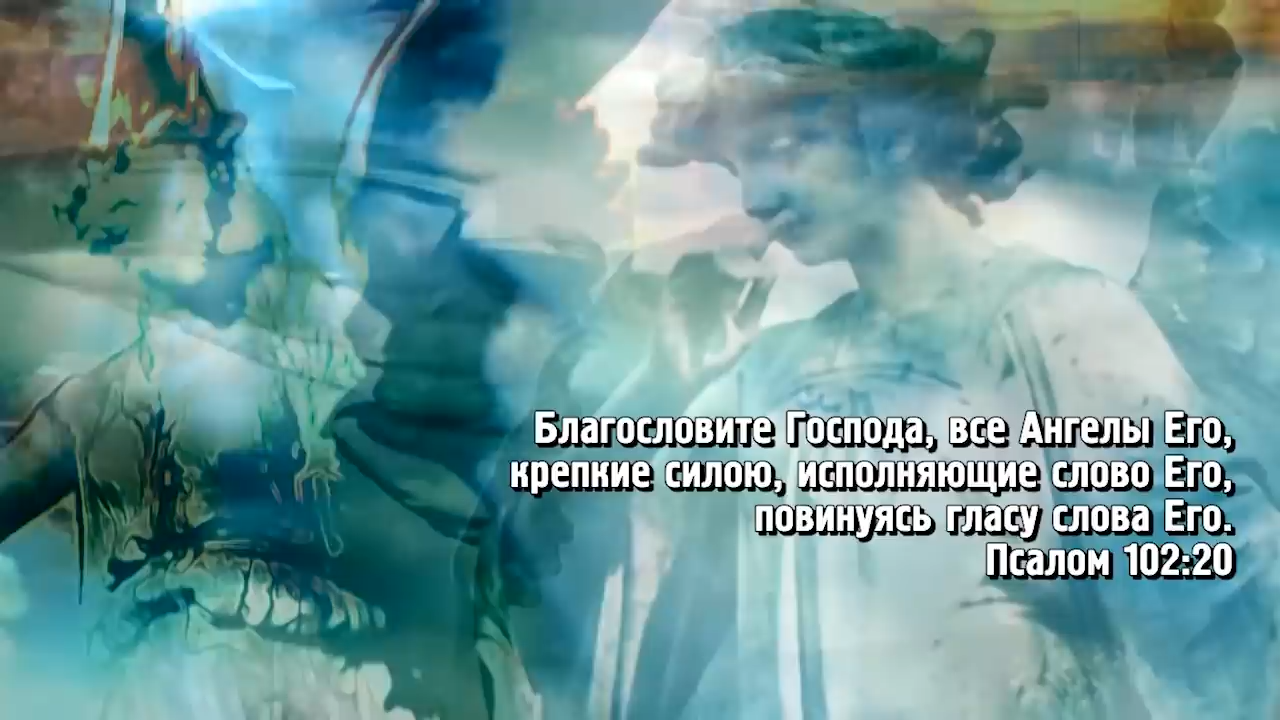 Благословите Господа, все Ангелы Его,
крепкие силою, исполняющие слово Его,
повинуясь гласу слова Его.
Псалом 102:20